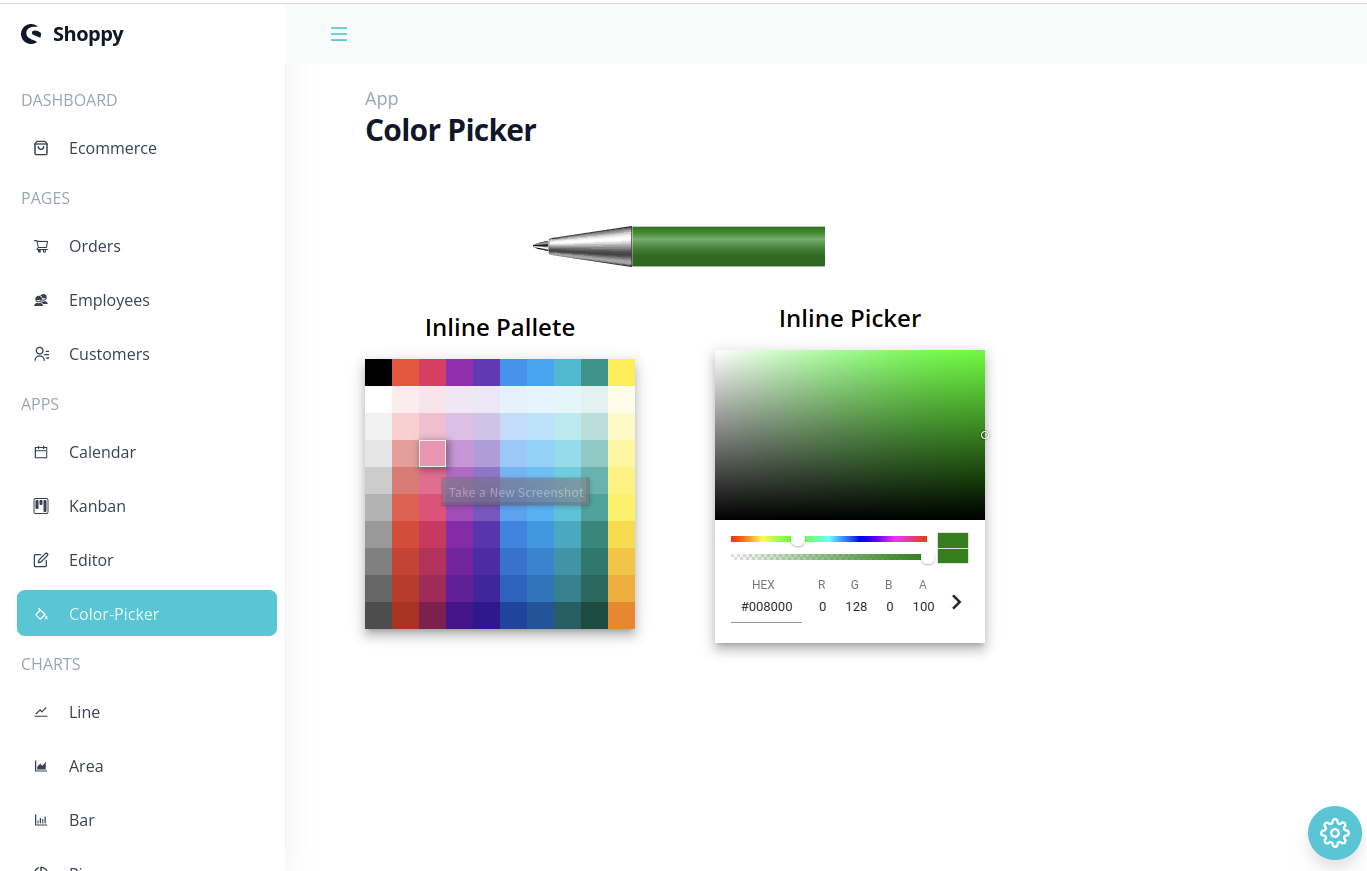 Shoppy
DASHBOARD
Ecommerce
PAGES
Orders
Employees
Customers
APPS
Calendar
Kanban
Editor
Color-Picker
CHARTS
Line
Area
Bar
App
Color Picker
Inline Pallete
Take a New Screenshot
Inline Picker
HEX R G B A
#008000 0 128 0 100